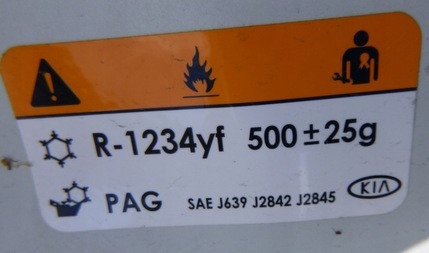 R-1234yf 500±25g
PAG SAE J639 J2842 J2845 KIA